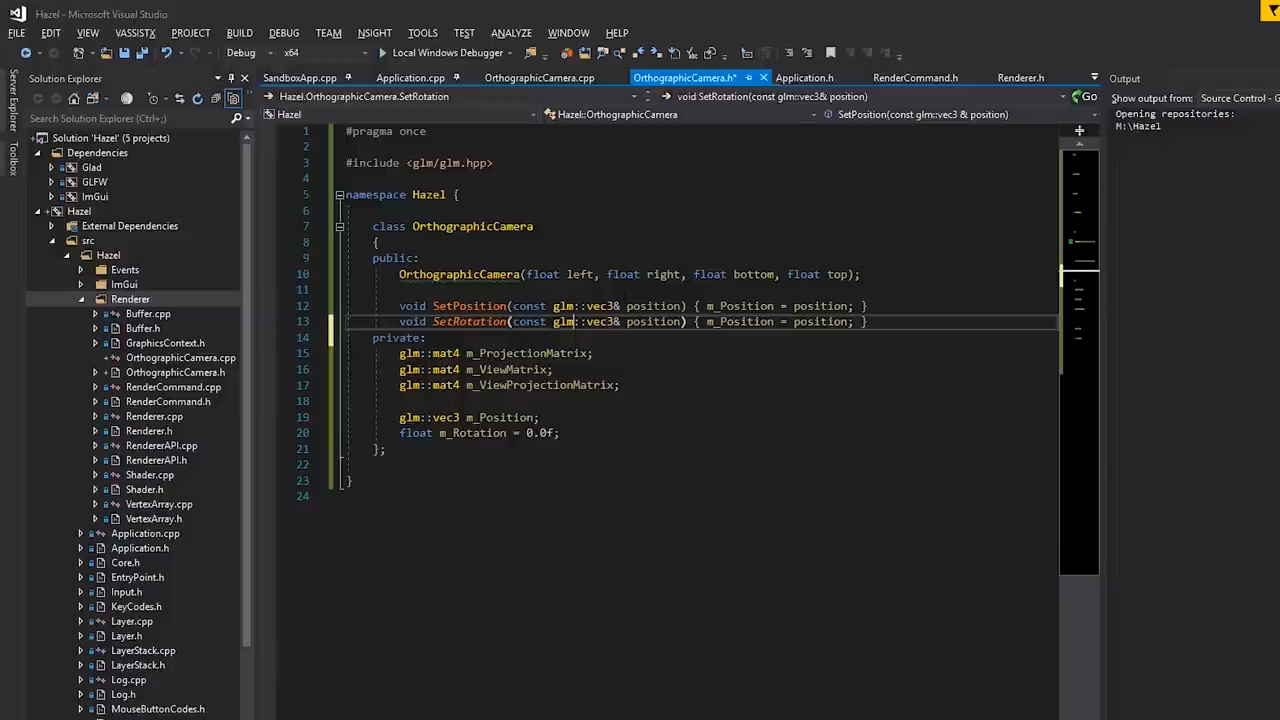 Hazel - Microsoft Visual Studio
FILE EDIT VIEW VASSISTX PROJECT BUILD DEBUG TEAM NSIGHT TOOLS TEST ANALYZE WINDOW HELP
Debug x64 Local Windows Debugger
Server Explorer
Toolbox
Solution Explorer
SandboxApp.cpp Application.cpp OrthographicCamera.cpp OrthographicCamera.h* Application.h RenderCommand.h Renderer.h
Output
Hazel.OrthographicCamera.SetRotation void SetRotation(const glm:vec3& position) Go
Show output from: Source Control - G
Search Solution Explorer (Ctrl+;)
Hazel Hazel::OrthographicCamera SetPosition(const glm::vec3 & position)
Opening repositories:
M:\Hazel
Solution 'Hazel' (5 projects)
Dependencies
Glad
GLFW
ImGui
Hazel
External Dependencies
src
Hazel
Events
ImGui
Renderer
Buffer.cpp
Buffer.h
GraphicsContext.h
OrthographicCamera.cpp
OrthographicCamera.h
RenderCommand.cpp
RenderCommand.h
Renderer.cpp
Renderer.h
RendererAPI.cpp
RendererAPI.h
Shader.cpp
Shader.h
VertexArray.cpp
VertexArray.h
Application.cpp
Application.h
Core.h
EntryPoint.h
Input.h
KeyCodes.h
Layer.cpp
Layer.h
LayerStack.cpp
LayerStack.h
Log.cpp
Log.h
MouseButtonCodes.h
1 #pragma once
2
3 #include <glm/glm.hpp>
4
5 namespace Hazel {
6
7 class OrthographicCamera
8 {
9 public:
10 OrthographicCamera(float left, float right, float bottom, float top);
11
12 void SetPosition(const glm::vec3& position) { m_Position = position; }
13 void SetRotation(const glm::vec3& position) { m_Position = position; }
14 private:
15 glm::mat4 m_ProjectionMatrix;
16 glm::mat4 m_ViewMatrix;
17 glm::mat4 m_ViewProjectionMatrix;
18
19 glm::vec3 m_Position;
20 float m_Rotation = 0.0f;
21 };
22
23 }
24